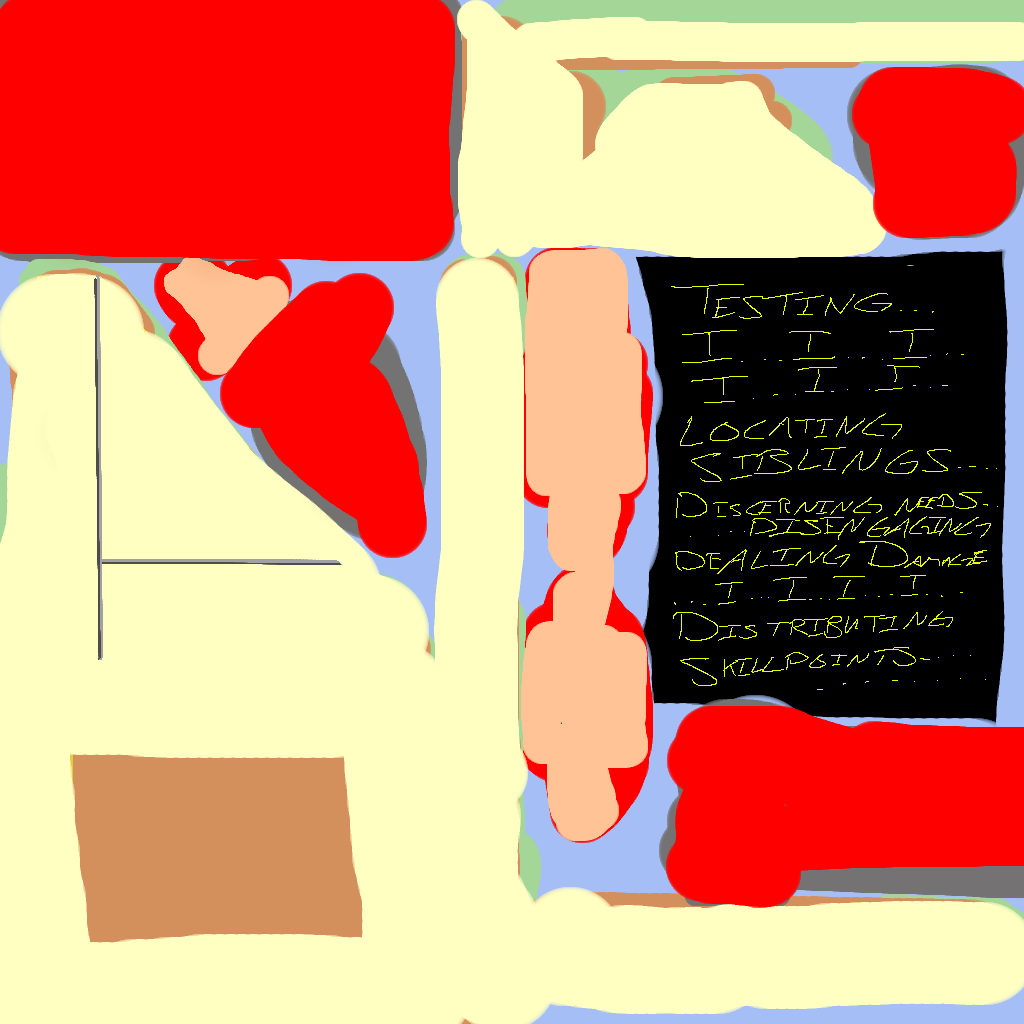 TESTING...
I...I...I...
I...I...I...
LOCATING
SIBLINGS....
DISCERNING NEEDS..
.....DISENGAGING
DEALING DAMAGE
...I...I...I...I...
DISTRIBUTING
SKILLPOINTS-....
. . . . . . . .